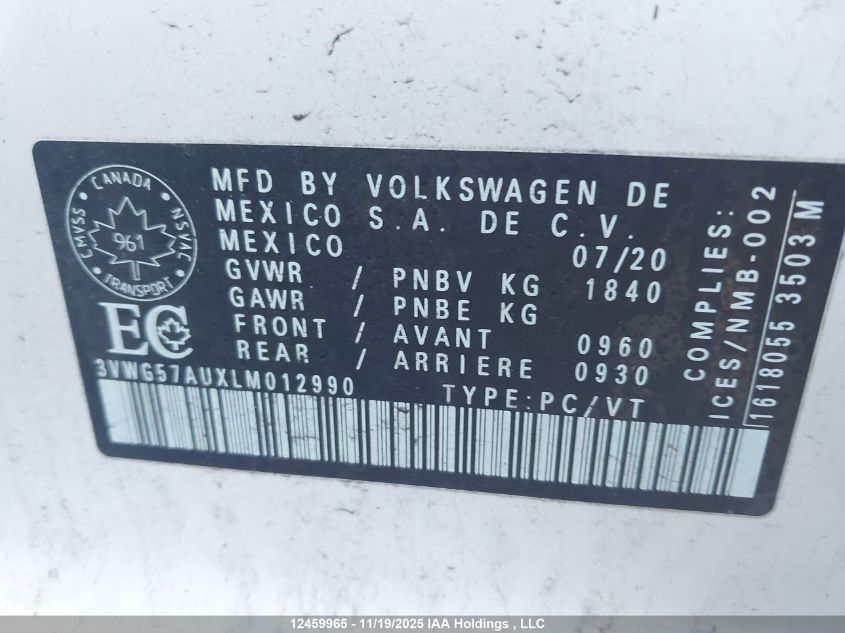 CANADA
CMVSS NSVAC
961
TRANSPORT
EC
MFD BY VOLKSWAGEN DE
MEXICO S.A. DE C.V.
MEXICO 07/20
GVWR / PNBV KG 1840
GAWR / PNBE KG
FRONT / AVANT 0960
REAR / ARRIERE 0930
3VWG57AUXLM012990 TYPE:PC/VT
COMPLIES:
ICES/NMB-002
1618055 3503 M
12459965 - 11/19/2025 IAA Holdings , LLC